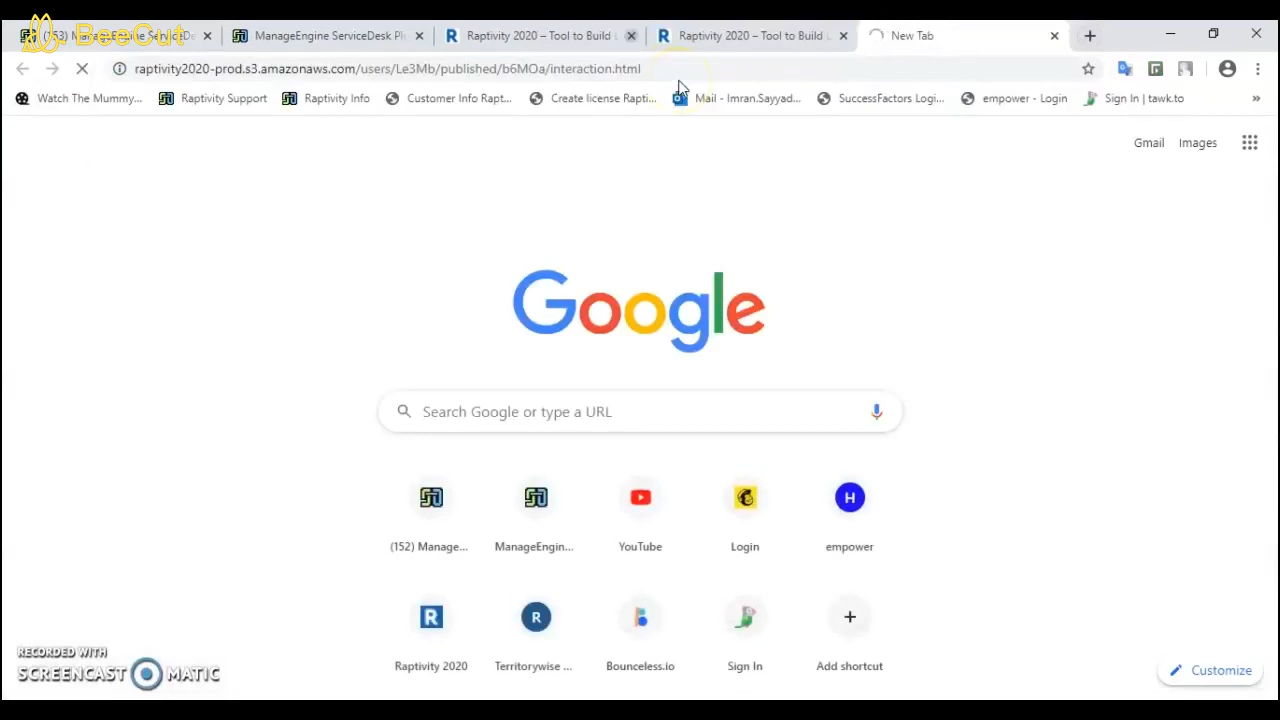 BeeCut
(153) ManageEngine ServiceDe
ManageEngine ServiceDesk Pl
Raptivity 2020 – Tool to Build
Raptivity 2020 – Tool to Build
New Tab
raptivity2020-prod.s3.amazonaws.com/users/Le3Mb/published/b6MOa/interaction.html
Watch The Mummy...
Raptivity Support
Raptivity Info
Customer Info Rapt...
Create license Rapti...
Mail - Imran.Sayyad...
SuccessFactors Logi...
empower - Login
Sign In | tawk.to
»
Gmail
Images
Google
Search Google or type a URL
(152) Manage...
ManageEngin...
YouTube
Login
H
empower
R
Raptivity 2020
R
Territorywise ...
Bounceless.io
Sign In
Add shortcut
RECORDED WITH
SCREENCAST MATIC
Customize